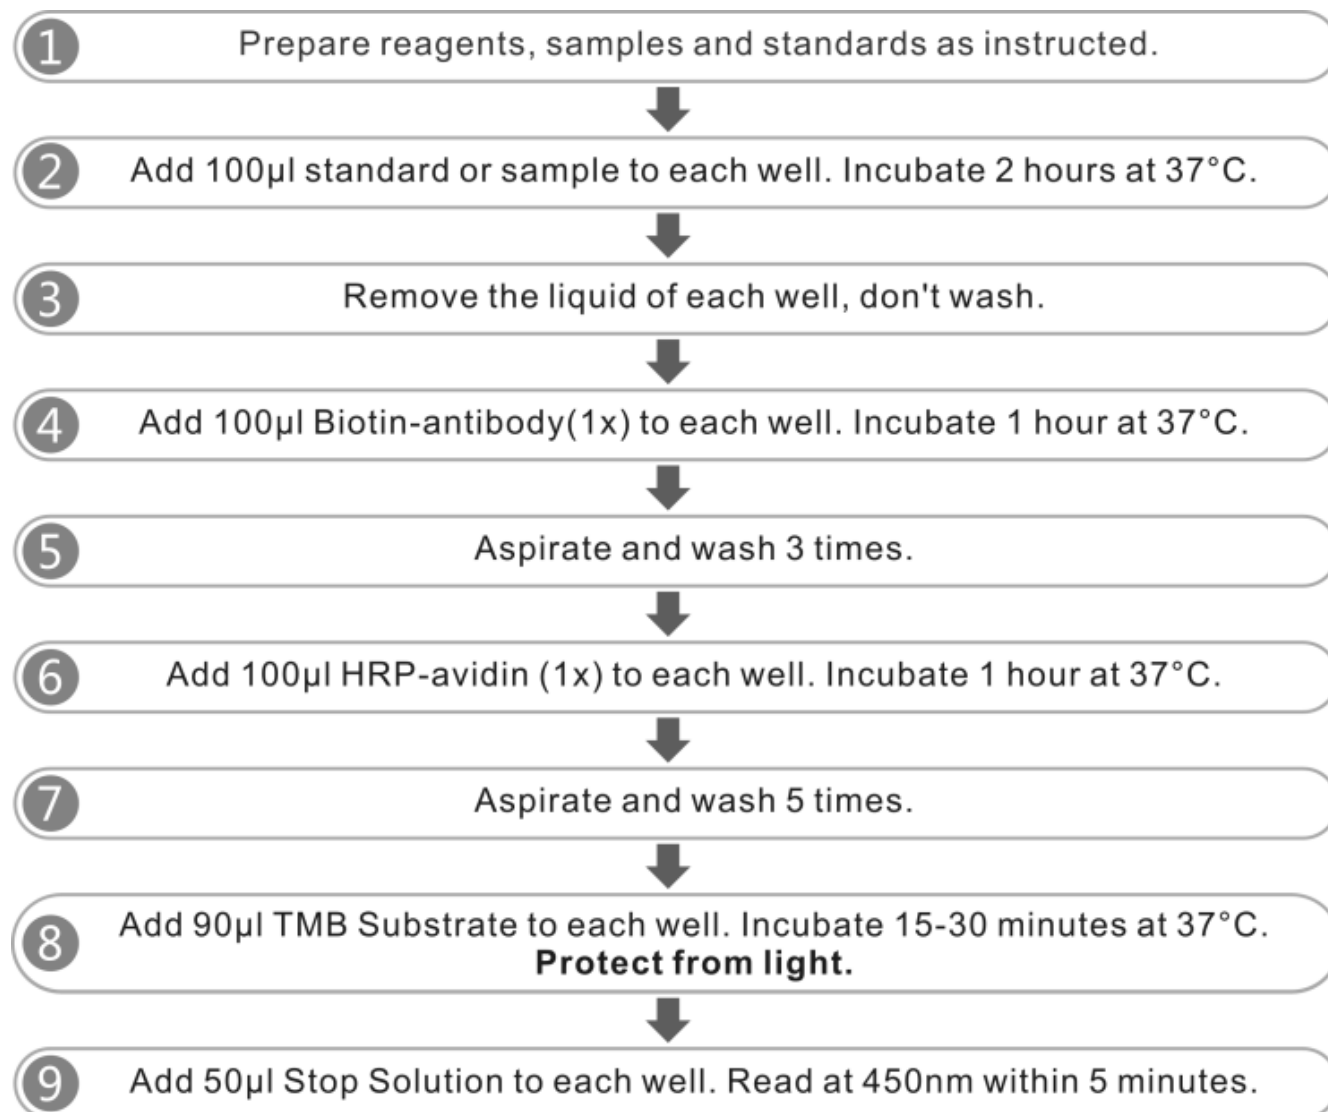 1 Prepare reagents, samples and standards as instructed.
2 Add 100µl standard or sample to each well. Incubate 2 hours at 37°C.
3 Remove the liquid of each well, don't wash.
4 Add 100µl Biotin-antibody(1x) to each well. Incubate 1 hour at 37°C.
5 Aspirate and wash 3 times.
6 Add 100µl HRP-avidin (1x) to each well. Incubate 1 hour at 37°C.
7 Aspirate and wash 5 times.
8 Add 90µl TMB Substrate to each well. Incubate 15-30 minutes at 37°C.
Protect from light.
9 Add 50µl Stop Solution to each well. Read at 450nm within 5 minutes.